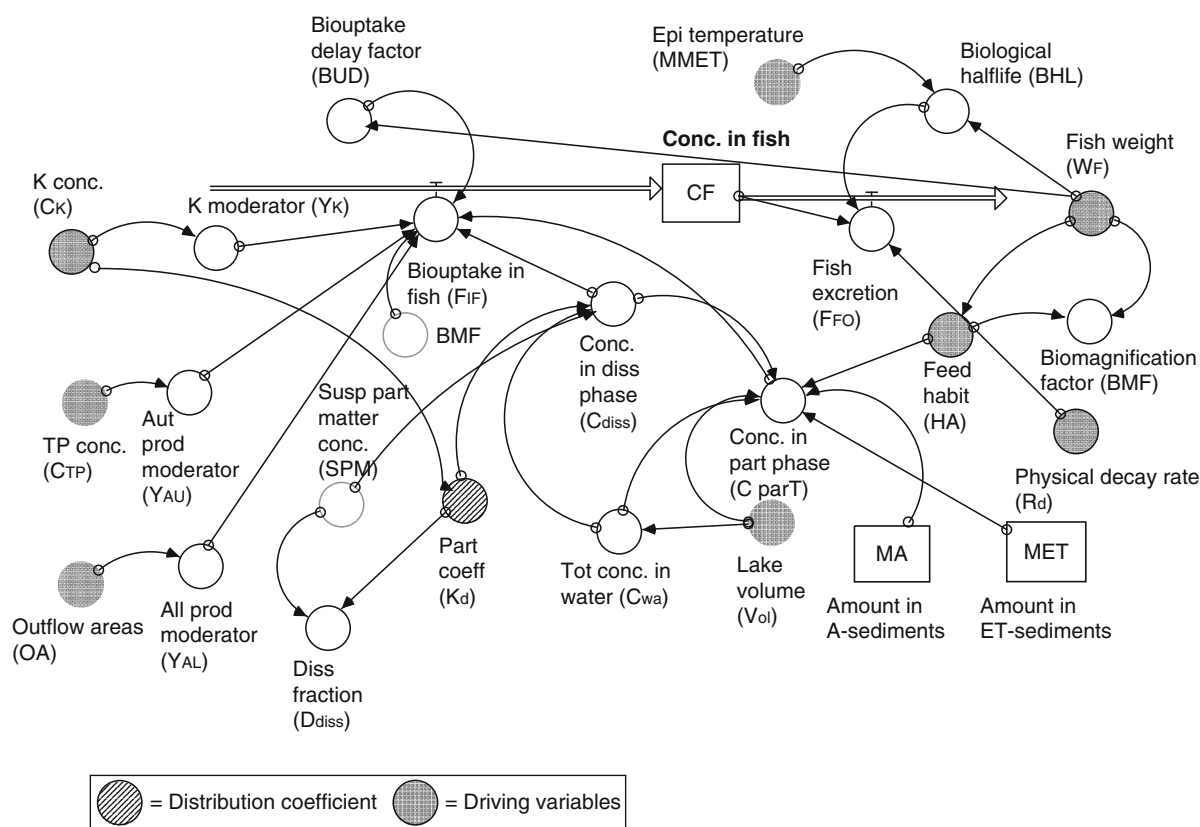 Biouptake
delay factor
(BUD)
Epi temperature
(MMET)
Biological
halflife (BHL)
Conc. in fish
Fish weight
(WF)
K conc.
(CK)
K moderator (YK)
CF
Biouptake in
fish (FIF)
Fish
excretion
(FFO)
BMF
Conc.
in diss
phase
(Cdiss)
Feed
habit
(HA)
Biomagnification
factor (BMF)
TP conc.
(CTP)
Aut
prod
moderator
(YAU)
Susp part
matter
conc.
(SPM)
Conc. in
part phase
(C parT)
Physical decay rate
(Rd)
Outflow areas
(OA)
All prod
moderator
(YAL)
Part
coeff
(Kd)
Tot conc. in
water (Cwa)
Lake
volume
(Vol)
MA
MET
Amount in
A-sediments
Amount in
ET-sediments
Diss
fraction
(Ddiss)
= Distribution coefficient
= Driving variables